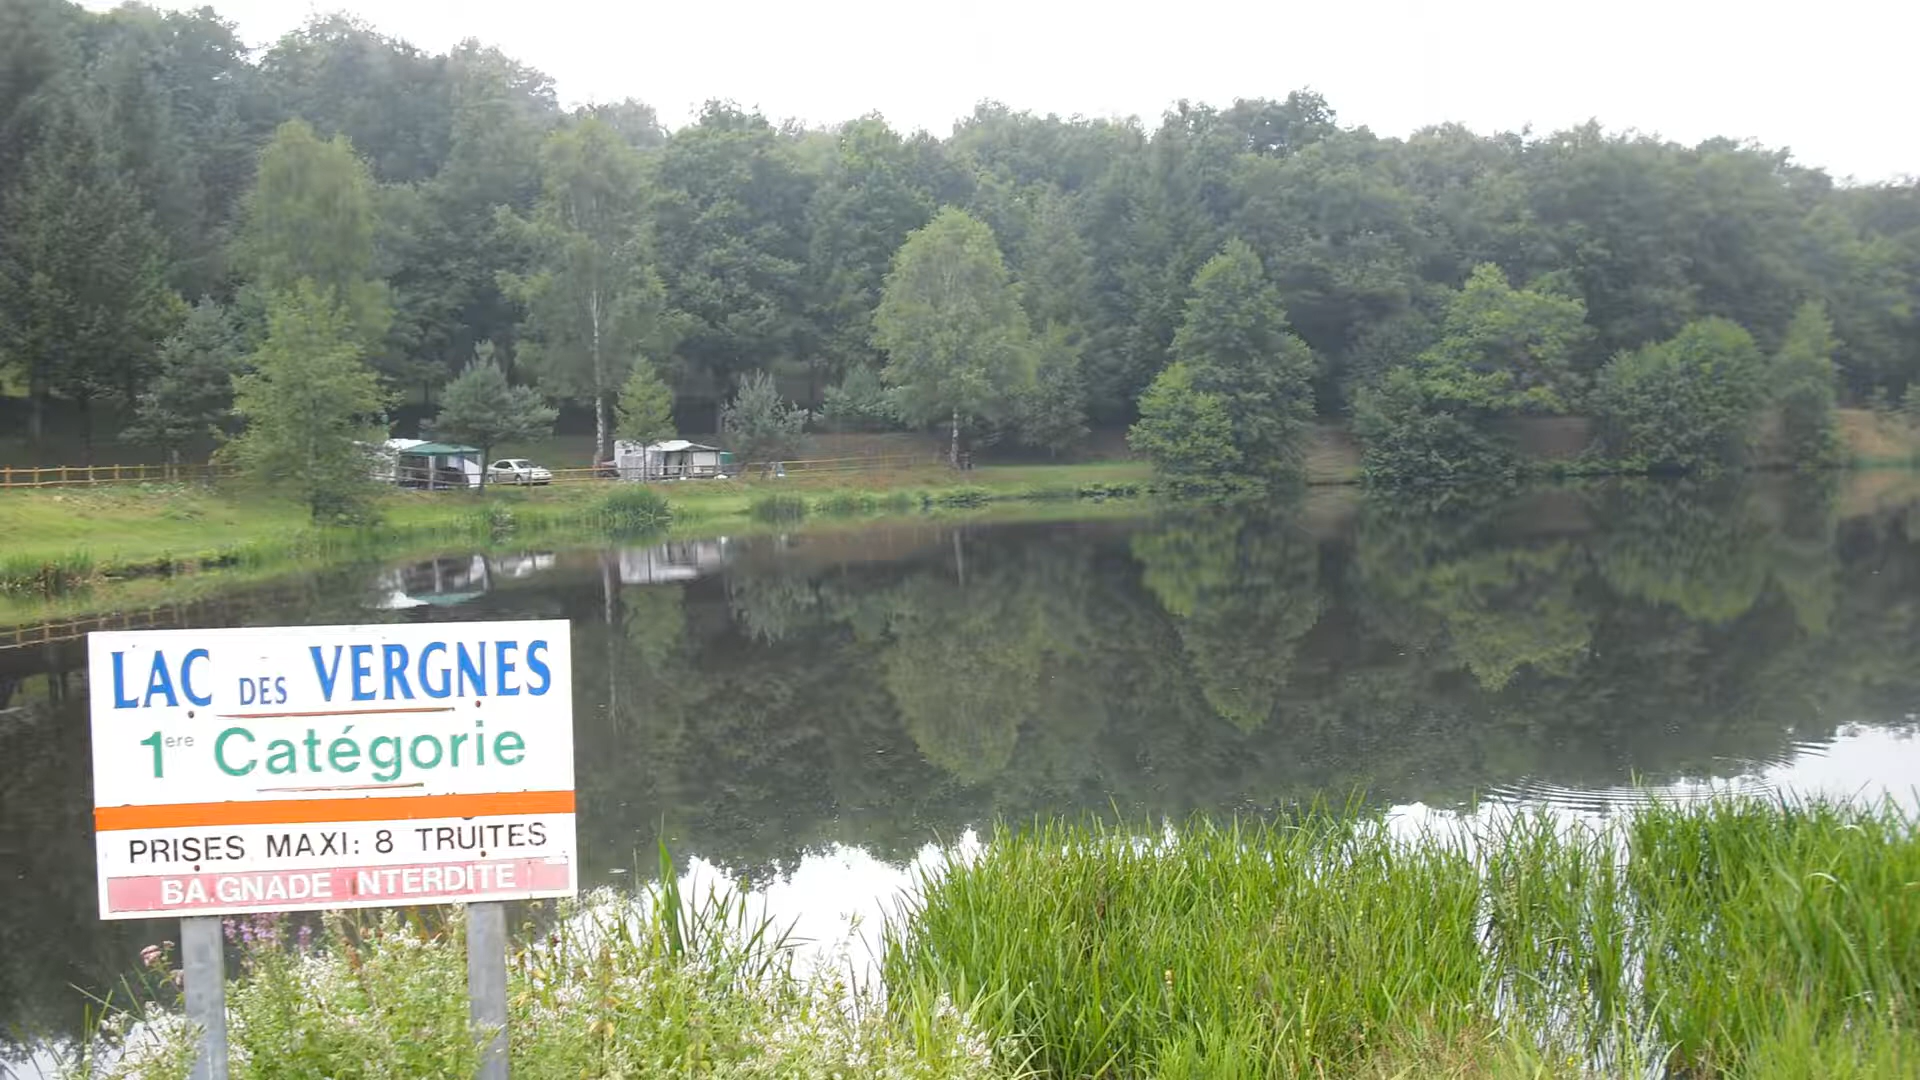 LAC DES VERGNES
1ere Catégorie
PRISES MAXI: 8 TRUITES
BA.GNADE NTERDITE